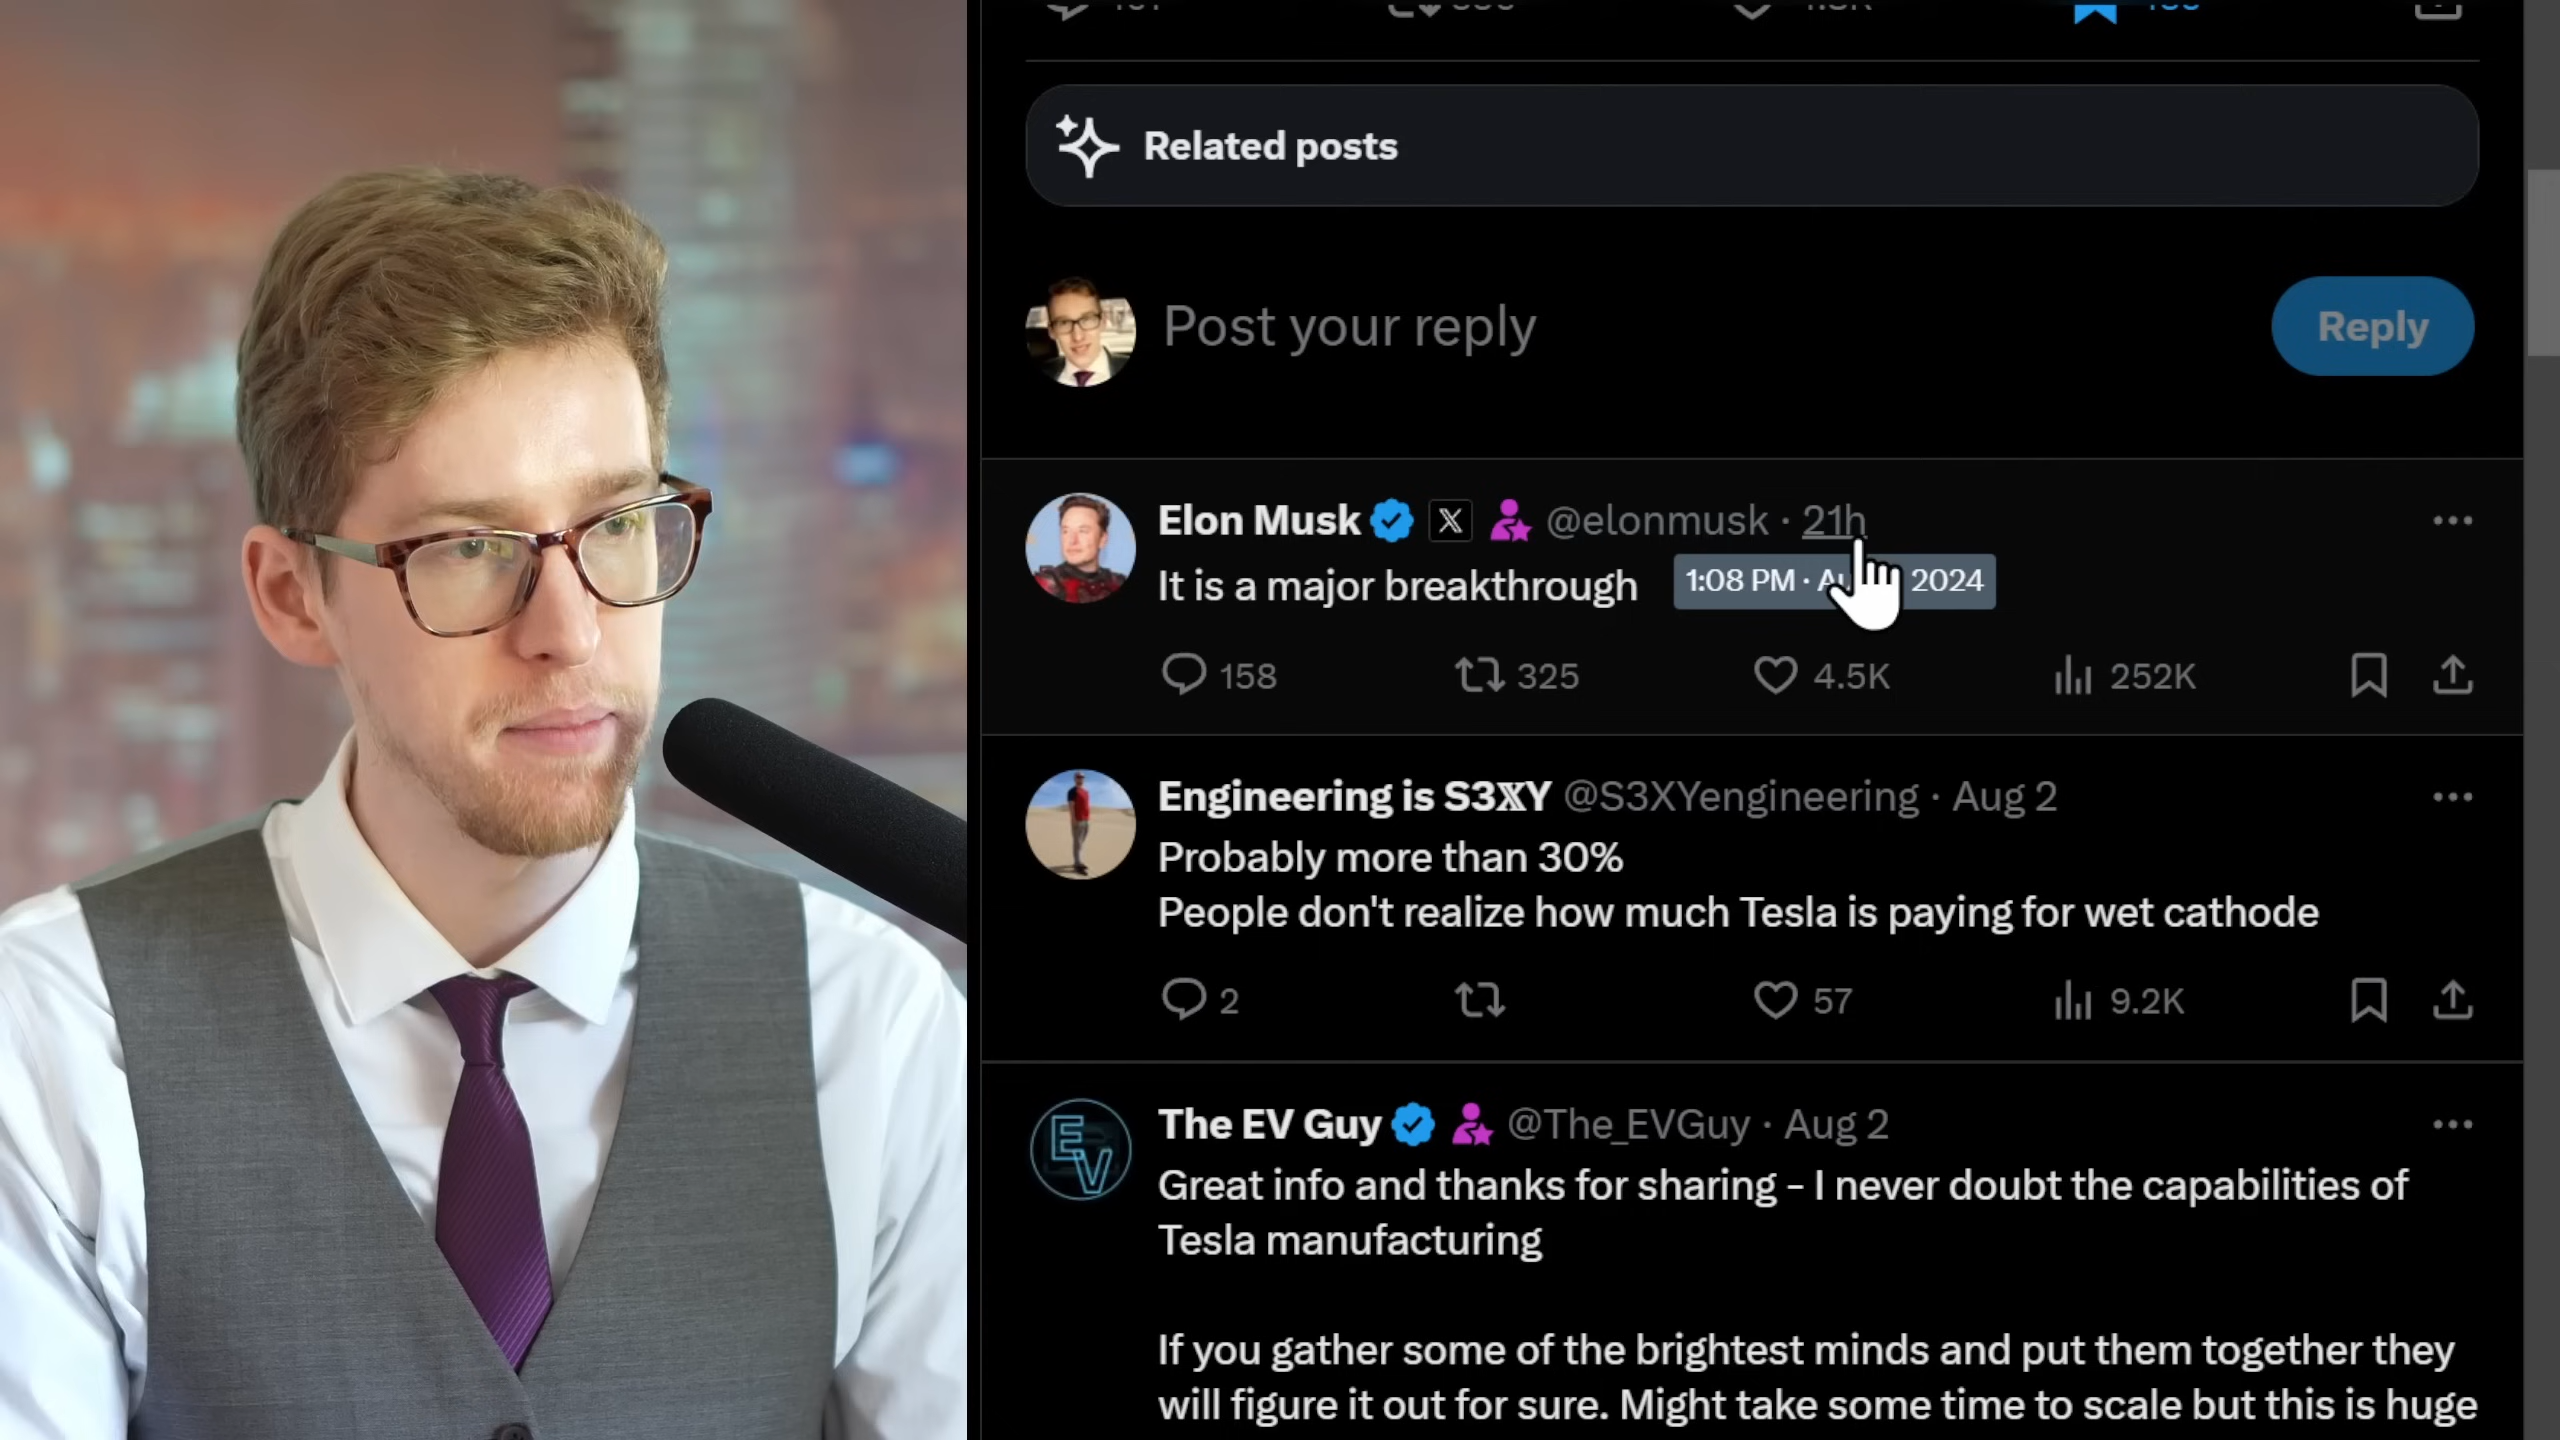 Related posts
Post your reply
Reply
Elon Musk @elonmusk · 21h
It is a major breakthrough
1:08 PM · 2024
158 325 4.5K 252K
Engineering is S3XY @S3XYengineering · Aug 2
Probably more than 30%
People don't realize how much Tesla is paying for wet cathode
2 57 9.2K
EV
The EV Guy @The_EVGuy · Aug 2
Great info and thanks for sharing - I never doubt the capabilities of
Tesla manufacturing
If you gather some of the brightest minds and put them together they
will figure it out for sure. Might take some time to scale but this is huge